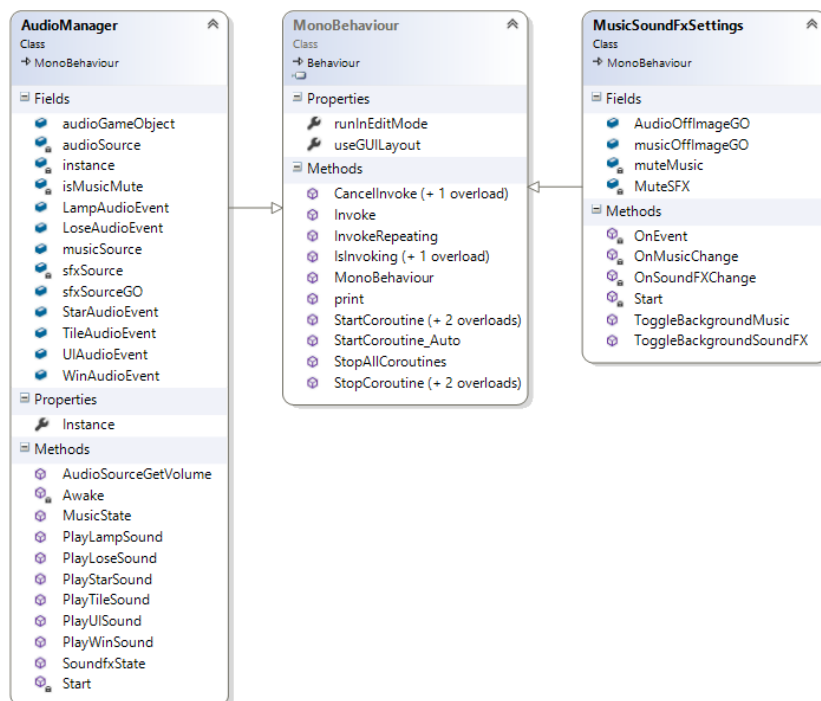 AudioManager
Class
MonoBehaviour
Fields
audioGameObject
audioSource
instance
isMusicMute
LampAudioEvent
LoseAudioEvent
musicSource
sfxSource
sfxSourceGO
StarAudioEvent
TileAudioEvent
UIAudioEvent
WinAudioEvent
Properties
Instance
Methods
AudioSourceGetVolume
Awake
MusicState
PlayLampSound
PlayLoseSound
PlayStarSound
PlayTileSound
PlayUISound
PlayWinSound
SoundfxState
Start
MonoBehaviour
Class
Behaviour
Properties
runInEditMode
useGUILayout
Methods
CancelInvoke (+ 1 overload)
Invoke
InvokeRepeating
IsInvoking (+ 1 overload)
MonoBehaviour
print
StartCoroutine (+ 2 overloads)
StartCoroutine_Auto
StopAllCoroutines
StopCoroutine (+ 2 overloads)
MusicSoundFxSettings
Class
MonoBehaviour
Fields
AudioOffImageGO
musicOffImageGO
muteMusic
MuteSFX
Methods
OnEvent
OnMusicChange
OnSoundFXChange
Start
ToggleBackgroundMusic
ToggleBackgroundSoundFX